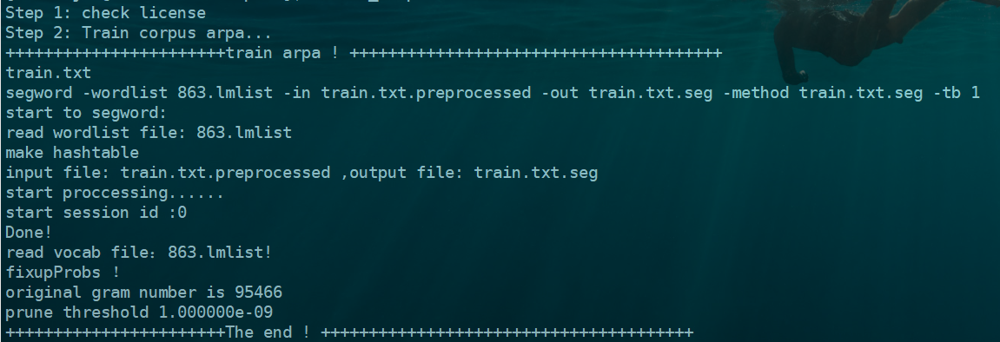 Step 1: check license
Step 2: Train corpus arpa...
+++++++++++++++++++++++train arpa ! +++++++++++++++++++++++++++++++++++++++
train.txt
segword -wordlist 863.lmlist -in train.txt.preprocessed -out train.txt.seg -method train.txt.seg -tb 1
start to segword:
read wordlist file: 863.lmlist
make hashtable
input file: train.txt.preprocessed ,output file: train.txt.seg
start proccessing......
start session id :0
Done!
read vocab file：863.lmlist!
fixupProbs ！
original gram number is 95466
prune threshold 1.000000e-09
+++++++++++++++++++++++The end ! +++++++++++++++++++++++++++++++++++++++